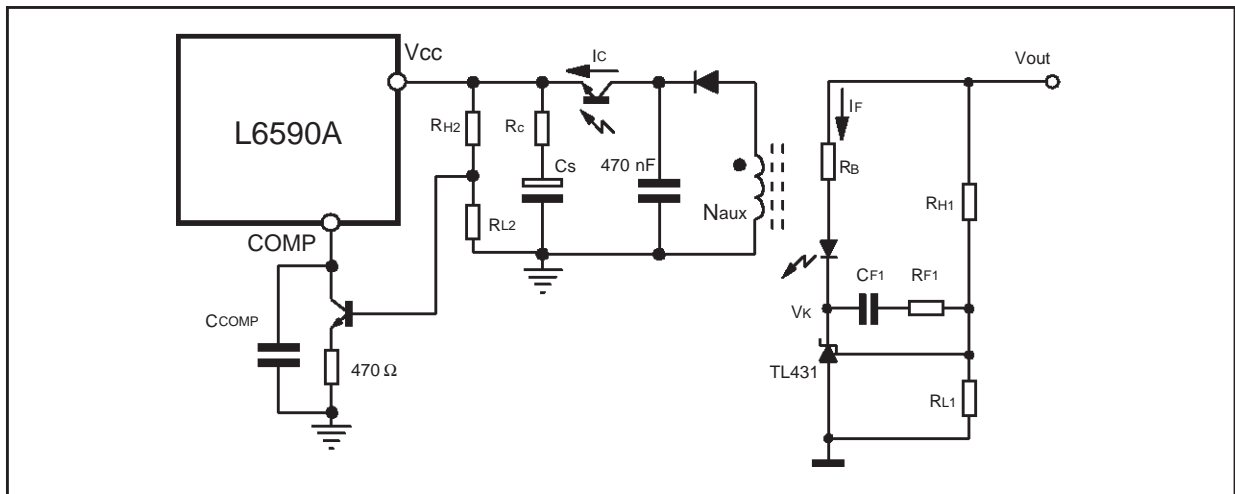 Vcc
IC
Vout
L6590A
RH2
Rc
IF
Cs
470 nF
RB
Naux
RH1
RL2
COMP
CF1
RF1
CCOMP
VK
470 Ω
TL431
RL1